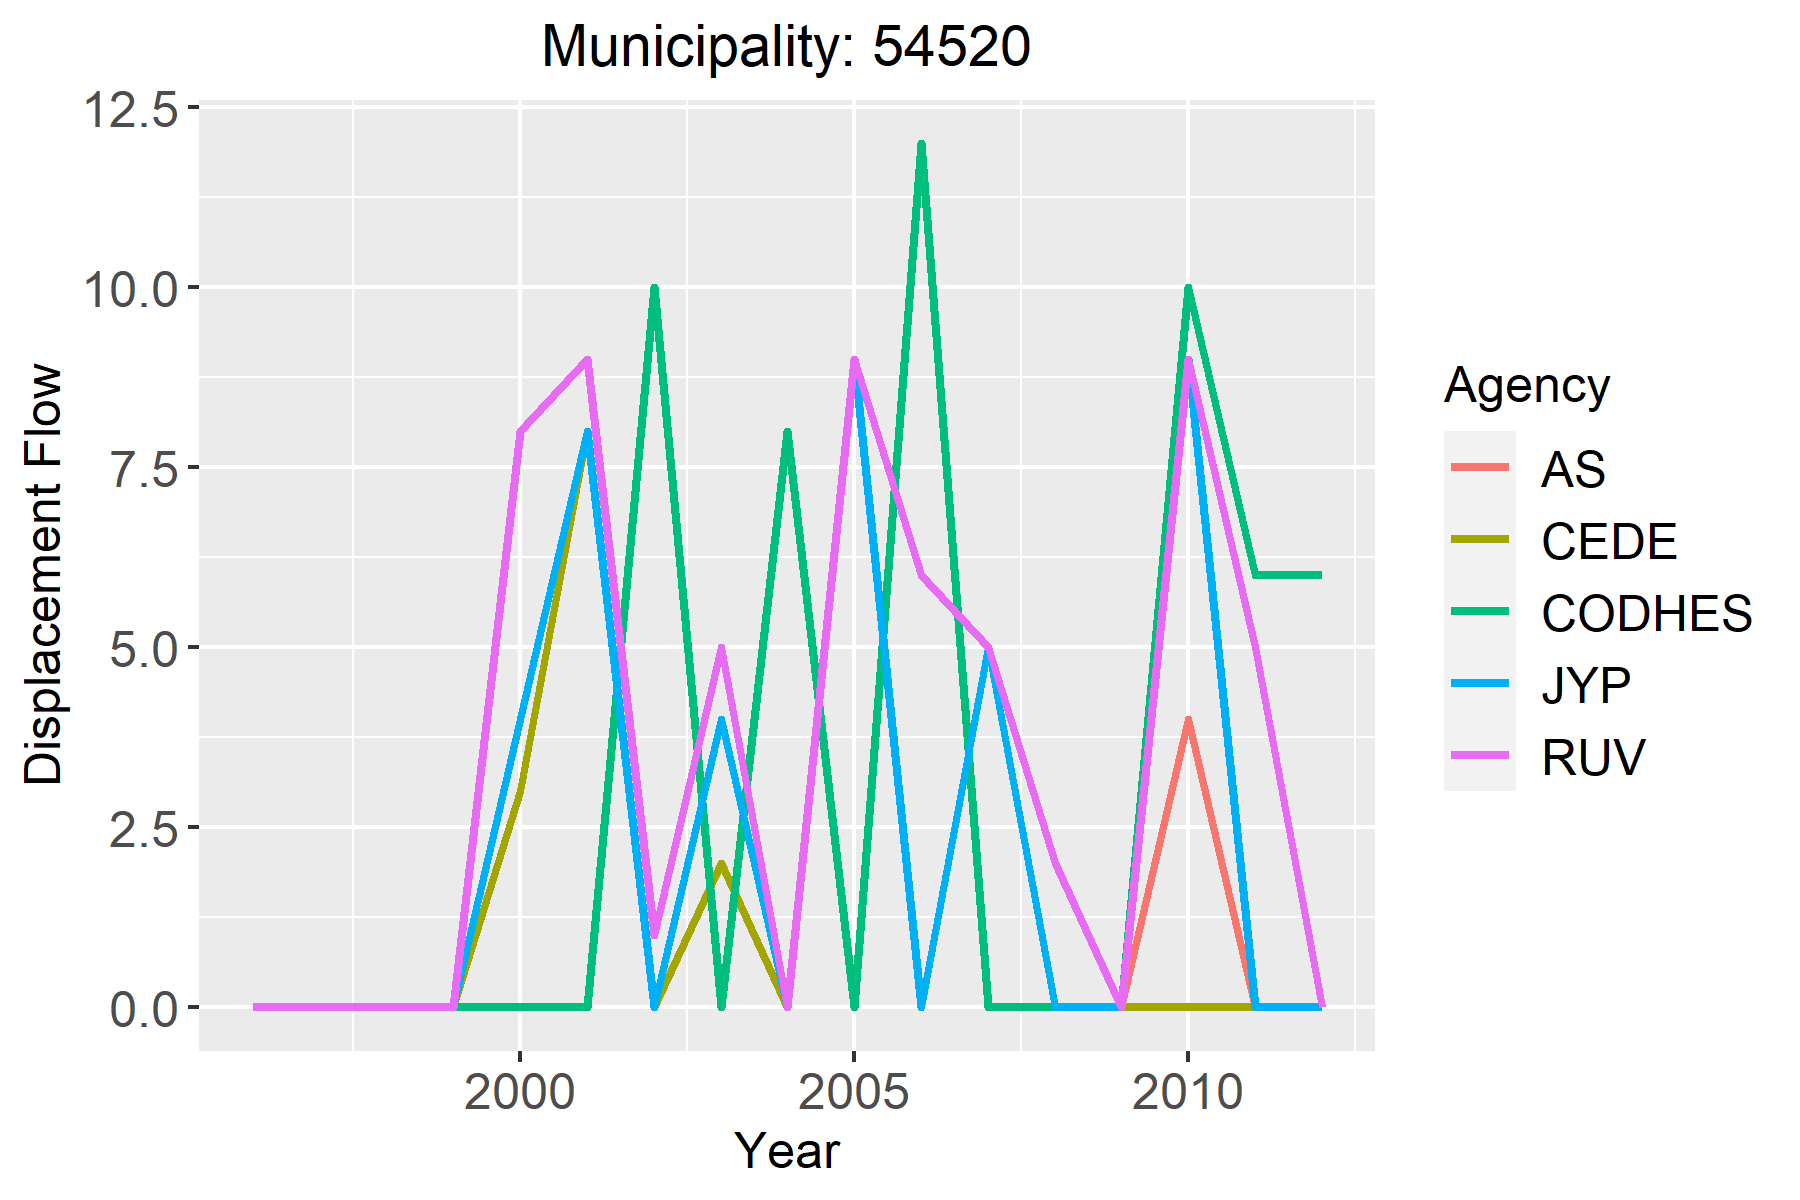 Municipality: 54520
12.5
10.0
7.5
5.0
2.5
0.0
Displacement Flow
2000
2005
2010
Year
Agency
AS
CEDE
CODHES
JYP
RUV